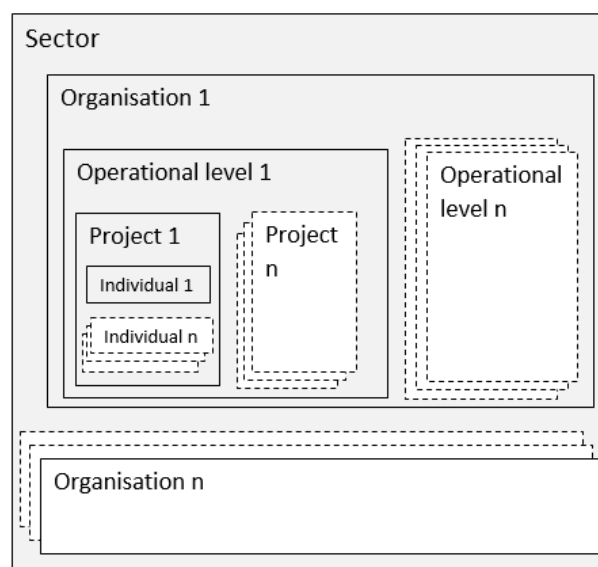 Sector
Organisation 1
Operational level 1
Operational
level n
Project 1
Project
n
Individual 1
Individual n
Organisation n